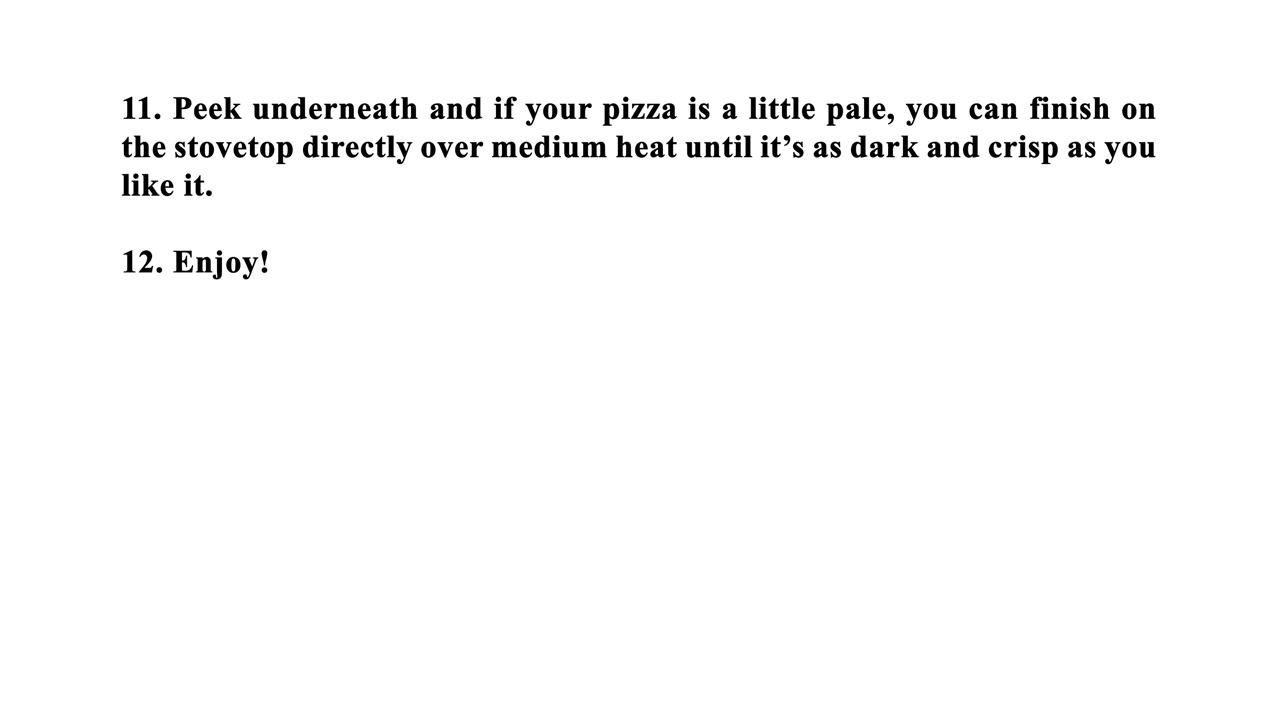 11. Peek underneath and if your pizza is a little pale, you can finish on
the stovetop directly over medium heat until it’s as dark and crisp as you
like it.
12. Enjoy!